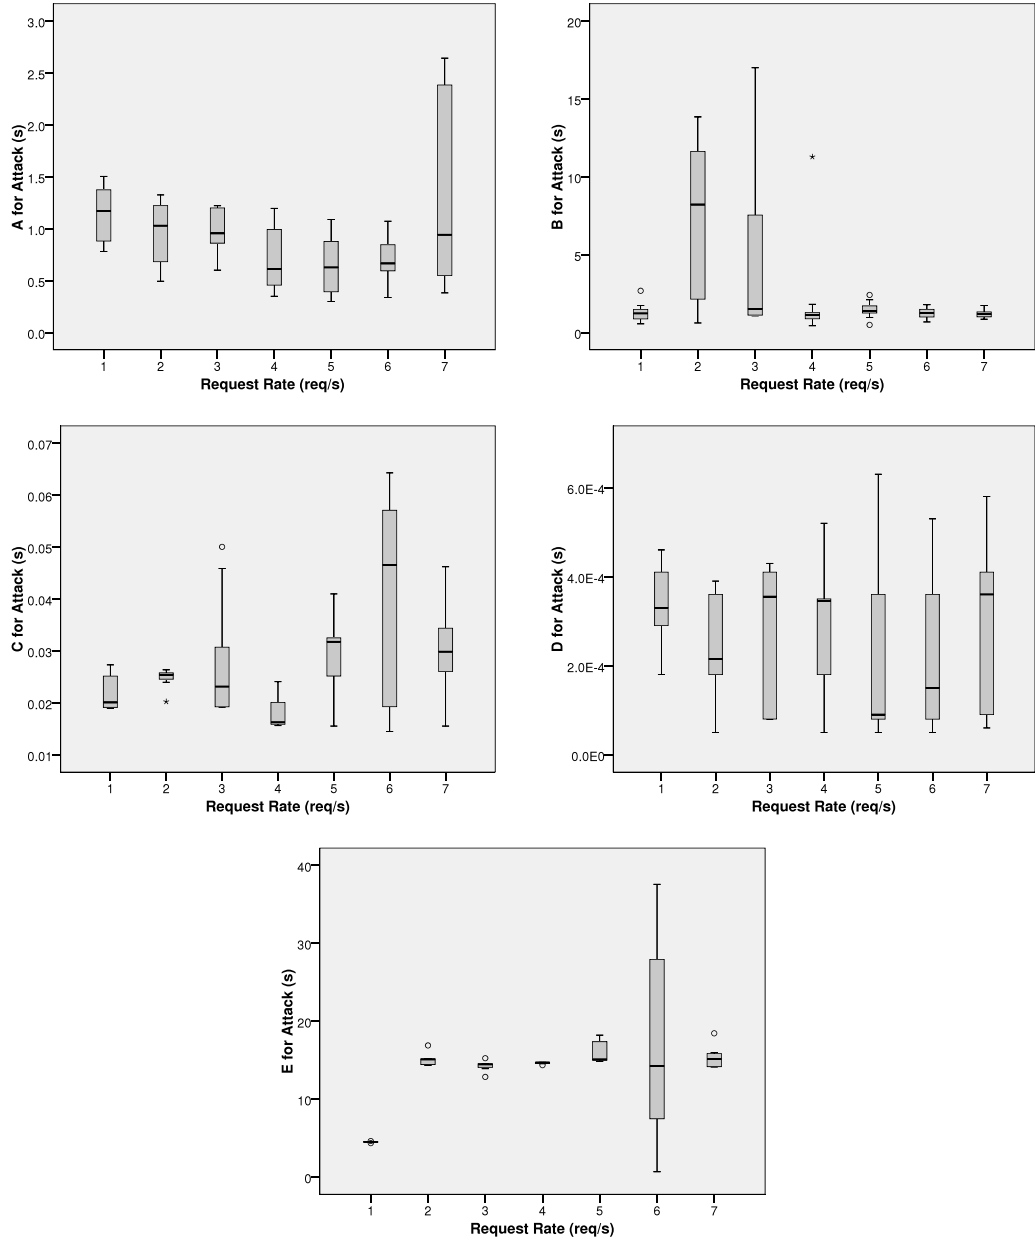 3.0
2.5
2.0
1.5
1.0
0.5
0.0
A for Attack (s)
1 2 3 4 5 6 7
Request Rate (req/s)
20
15
10
5
0
B for Attack (s)
1 2 3 4 5 6 7
Request Rate (req/s)
0.07
0.06
0.05
0.04
0.03
0.02
0.01
C for Attack (s)
1 2 3 4 5 6 7
Request Rate (req/s)
6.0E-4
4.0E-4
2.0E-4
0.0E0
D for Attack (s)
1 2 3 4 5 6 7
Request Rate (req/s)
40
30
20
10
0
E for Attack (s)
1 2 3 4 5 6 7
Request Rate (req/s)